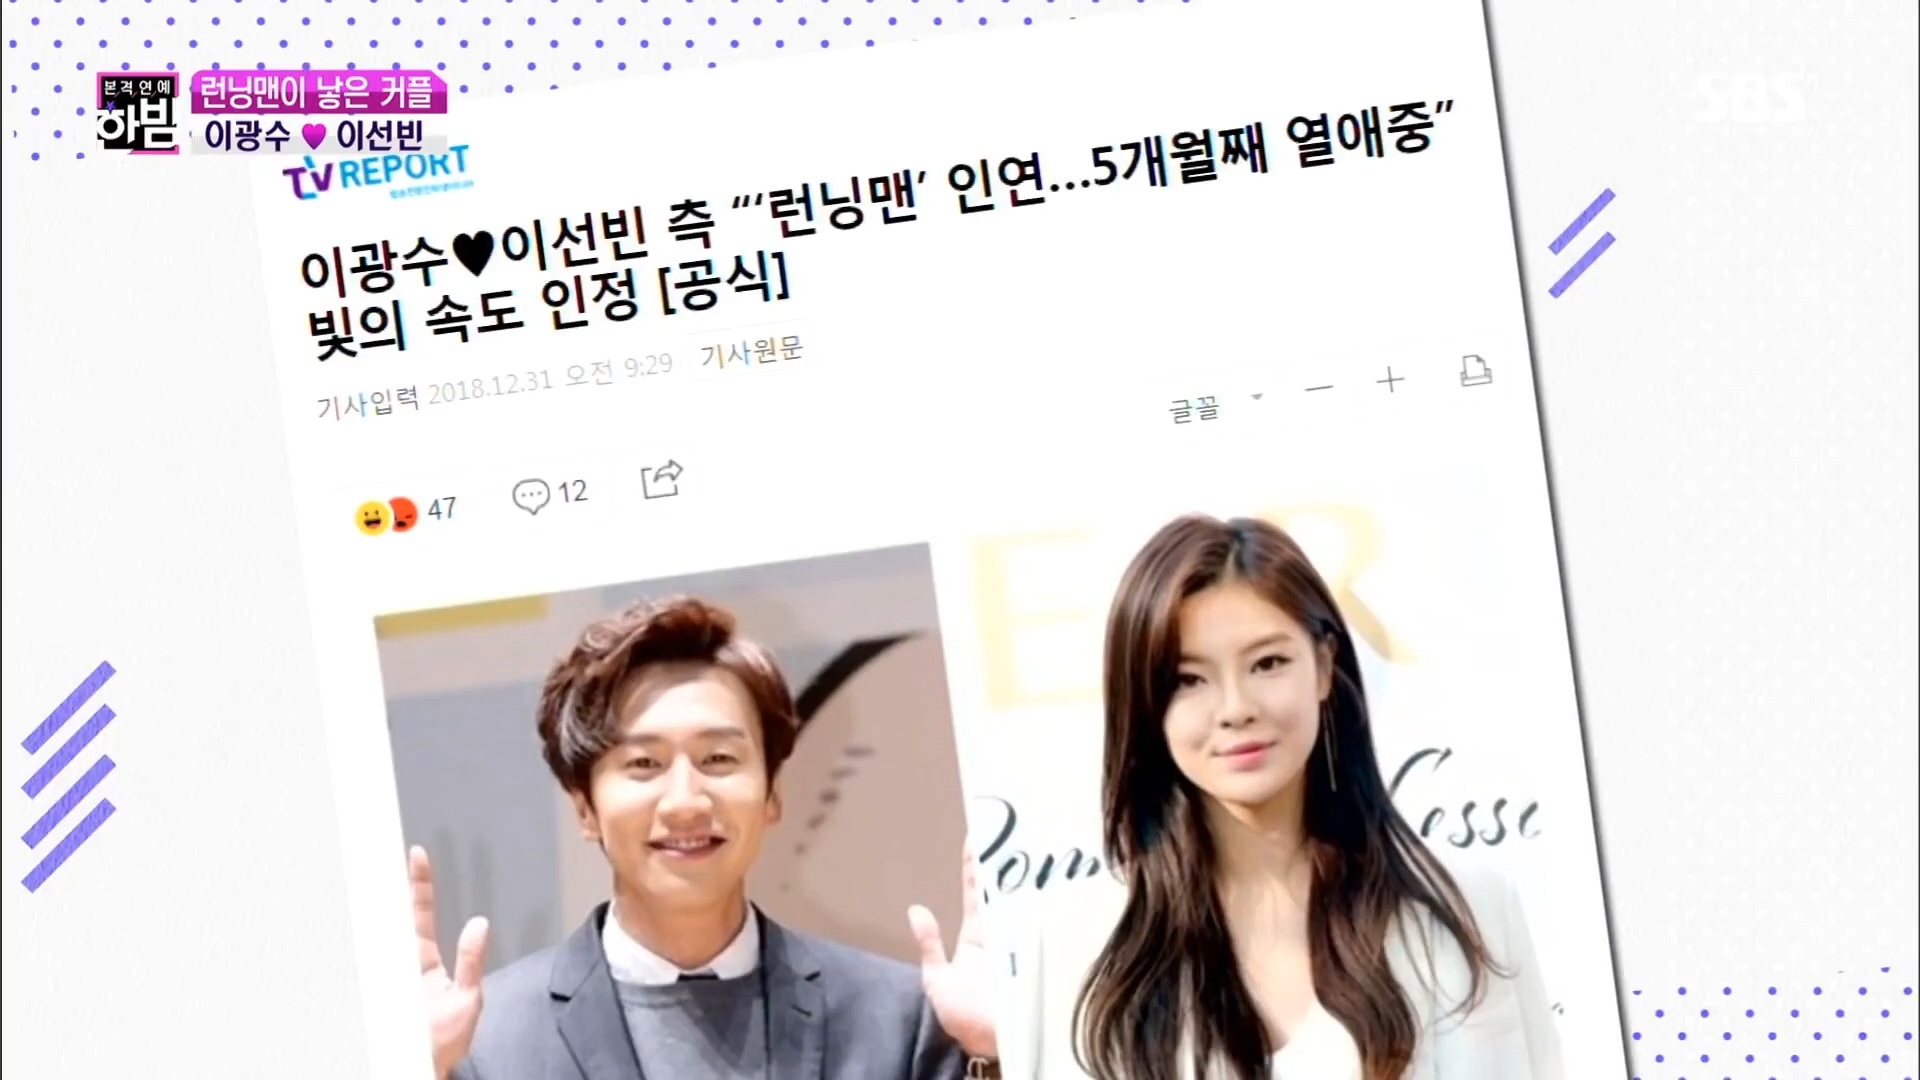 본격연예
한밤
런닝맨이 낳은 커플
이광수 ♥ 이선빈
SBS
TV REPORT
이광수♥이선빈 측 “‘런닝맨’ 인연...5개월째 열애중”
빛의 속도 인정 [공식]
기사입력 2018.12.31 오전 9:29 기사원문
글꼴
47 12
E R
Rom